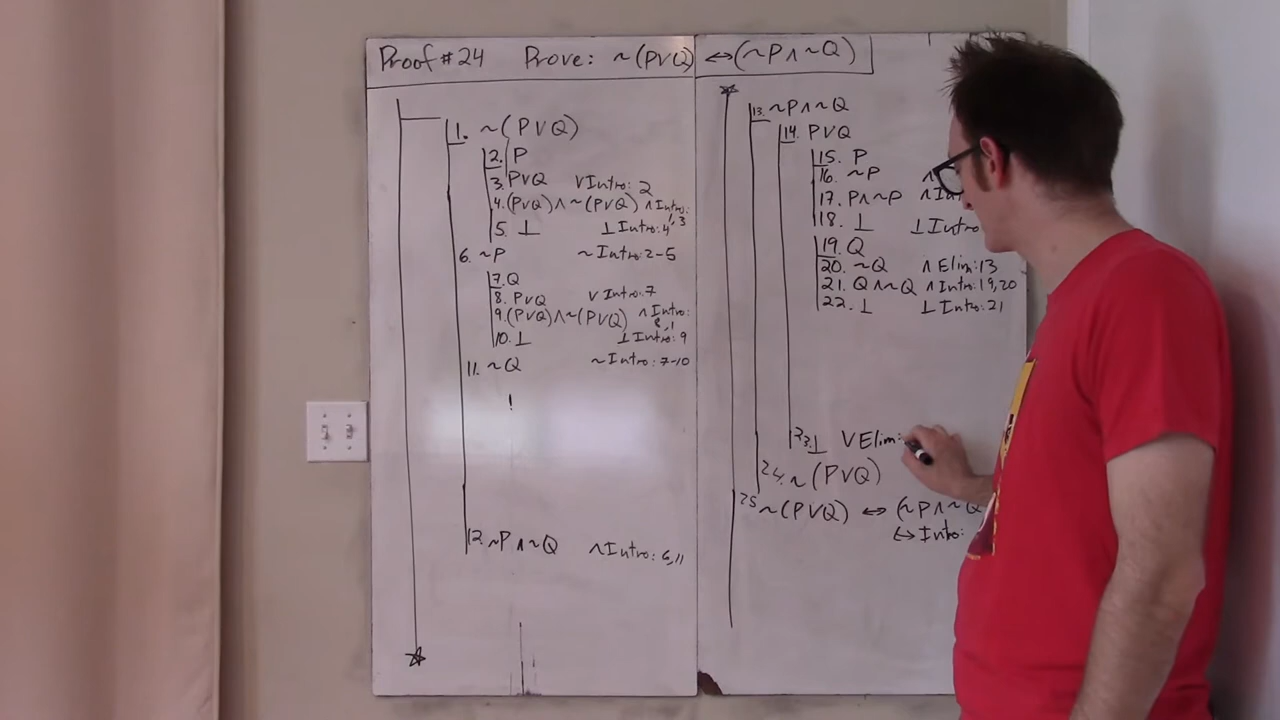 Proof #24 Prove: ~(P∨Q) ↔ (~P∧~Q)
1. ~(P∨Q)
2. P
3. P∨Q ∨Intro: 2
4. (P∨Q)∧~(P∨Q) ∧Intro: 1,3
5. ⊥ ⊥Intro: 4
6. ~P ~Intro: 2-5
7. Q
8. P∨Q ∨Intro: 7
9. (P∨Q)∧~(P∨Q) ∧Intro: 8,1
10. ⊥ ⊥Intro: 9
11. ~Q ~Intro: 7-10
12. ~P∧~Q ∧Intro: 6,11
13. ~P∧~Q
14. P∨Q
15. P
16. ~P
17. P∧~P ∧In
18. ⊥ ⊥Intro
19. Q
20. ~Q ∧Elim: 13
21. Q∧~Q ∧Intro: 19,20
22. ⊥ ⊥Intro: 21
23. ⊥ ∨Elim:
24. ~(P∨Q)
25 ~(P∨Q) ↔ (~P∧~Q
↔Intro: